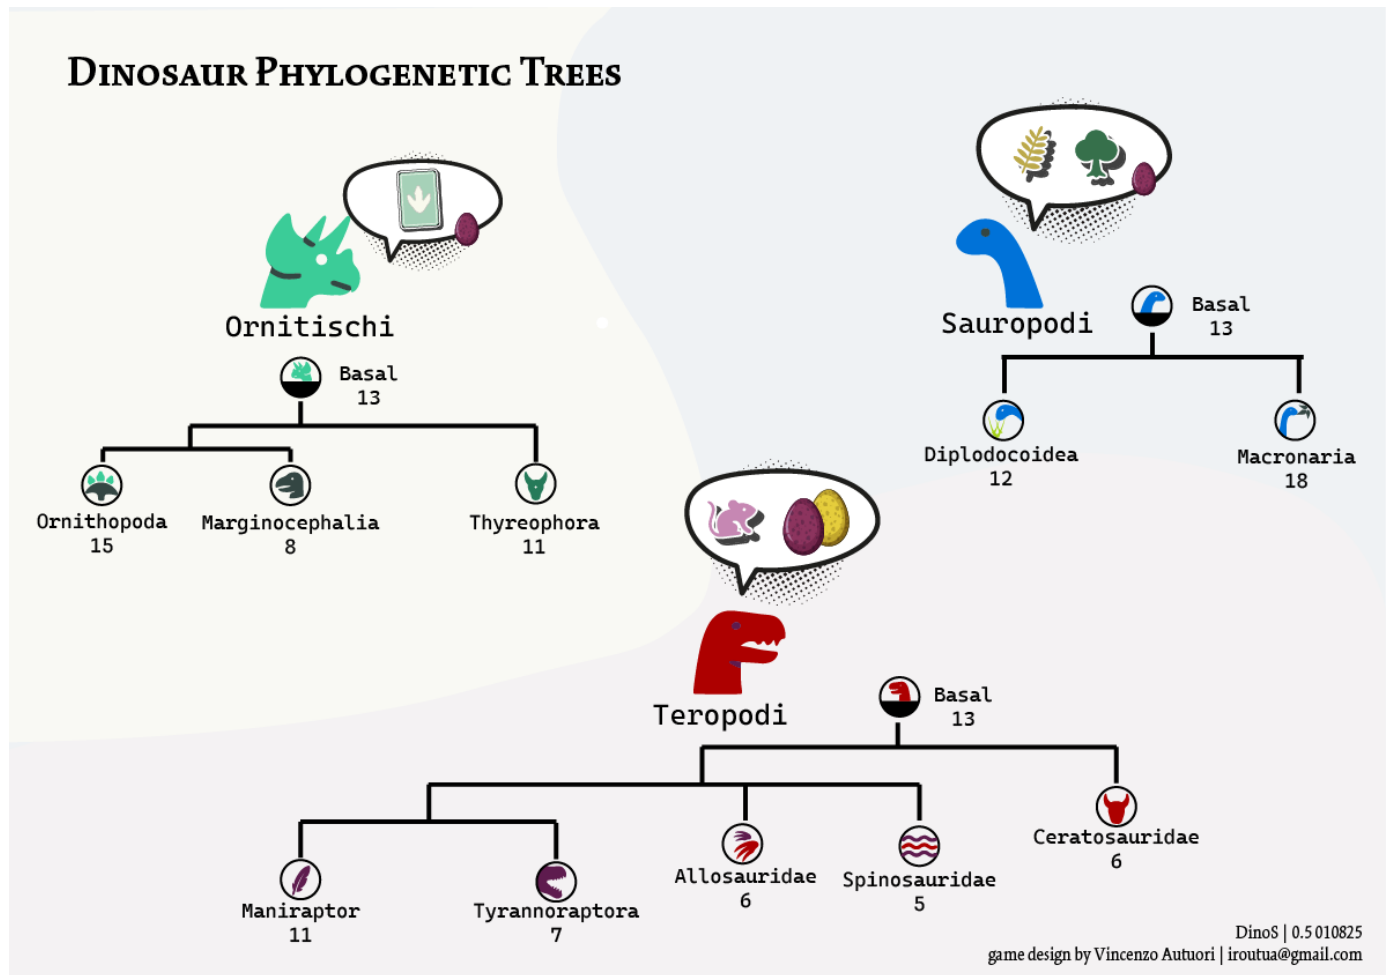 Dinosaur Phylogenetic Trees
Ornitischi
Basal
13
Ornithopoda
15
Marginocephalia
8
Thyreophora
11
Sauropodi
Basal
13
Diplodocoidea
12
Macronaria
18
Teropodi
Basal
13
Maniraptor
11
Tyrannoraptora
7
Allosauridae
6
Spinosauridae
5
Ceratosauridae
6
DinoS | 0.5 010825
game design by Vincenzo Autuori | iroutua@gmail.com